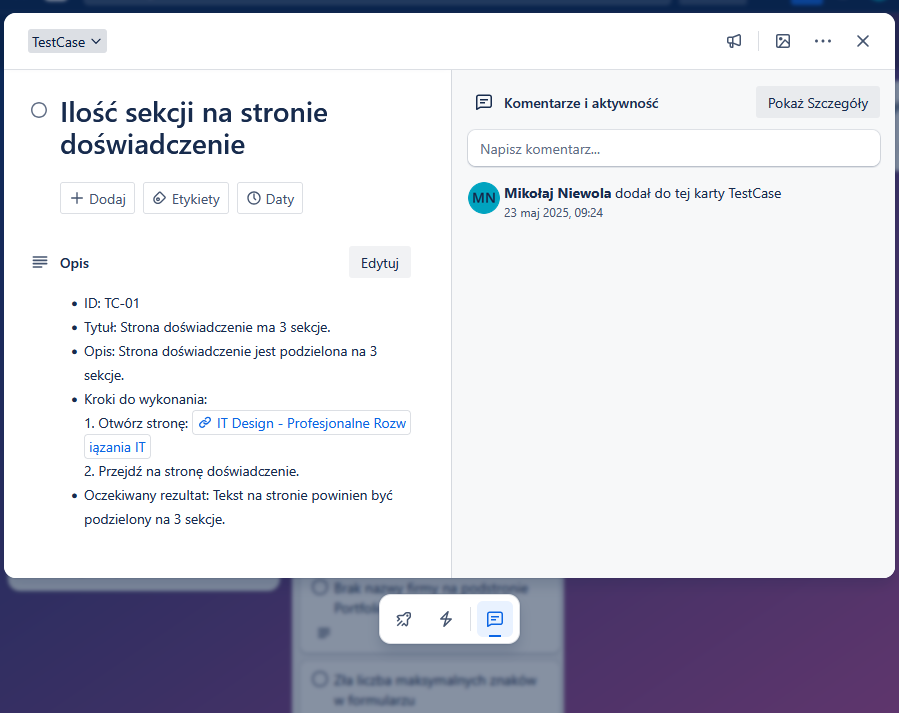 TestCase
Ilość sekcji na stronie
doświadczenie
Dodaj
Etykiety
Daty
Opis
Edytuj
ID: TC-01
Tytuł: Strona doświadczenie ma 3 sekcje.
Opis: Strona doświadczenie jest podzielona na 3
sekcje.
Kroki do wykonania:
1. Otwórz stronę: IT Design - Profesjonalne Rozw
iązania IT
2. Przejdź na stronę doświadczenie.
Oczekiwany rezultat: Tekst na stronie powinien być
podzielony na 3 sekcje.
Komentarze i aktywność
Pokaż Szczegóły
Napisz komentarz...
MN
Mikołaj Niewola dodał do tej karty TestCase
23 maj 2025, 09:24
Brak nazwy firmy na podstronie
Zła liczba maksymalnych znaków
w formularzu